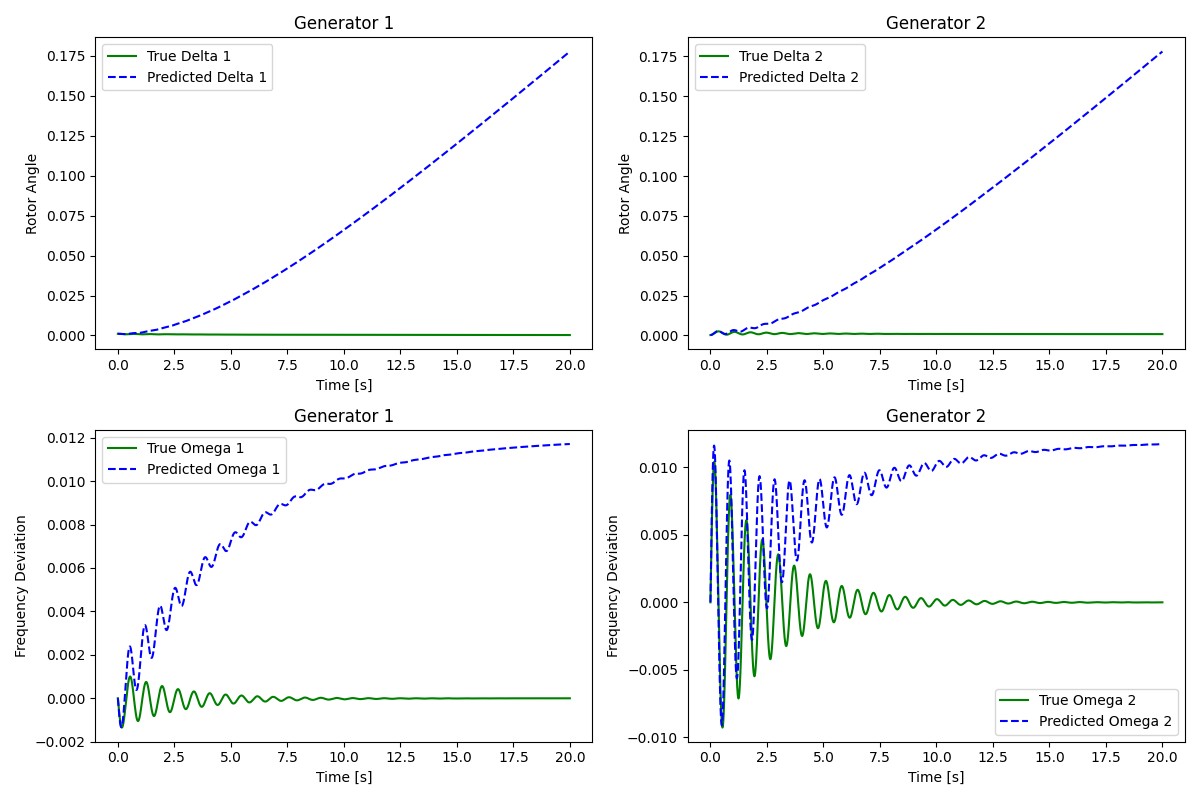 Generator 1
True Delta 1
Predicted Delta 1
0.175
0.150
0.125
0.100
0.075
0.050
0.025
0.000
Rotor Angle
0.0 2.5 5.0 7.5 10.0 12.5 15.0 17.5 20.0
Time [s]
Generator 2
True Delta 2
Predicted Delta 2
0.175
0.150
0.125
0.100
0.075
0.050
0.025
0.000
Rotor Angle
0.0 2.5 5.0 7.5 10.0 12.5 15.0 17.5 20.0
Time [s]
Generator 1
True Omega 1
Predicted Omega 1
0.012
0.010
0.008
0.006
0.004
0.002
0.000
−0.002
Frequency Deviation
0.0 2.5 5.0 7.5 10.0 12.5 15.0 17.5 20.0
Time [s]
Generator 2
0.010
0.005
0.000
−0.005
−0.010
Frequency Deviation
True Omega 2
Predicted Omega 2
0.0 2.5 5.0 7.5 10.0 12.5 15.0 17.5 20.0
Time [s]